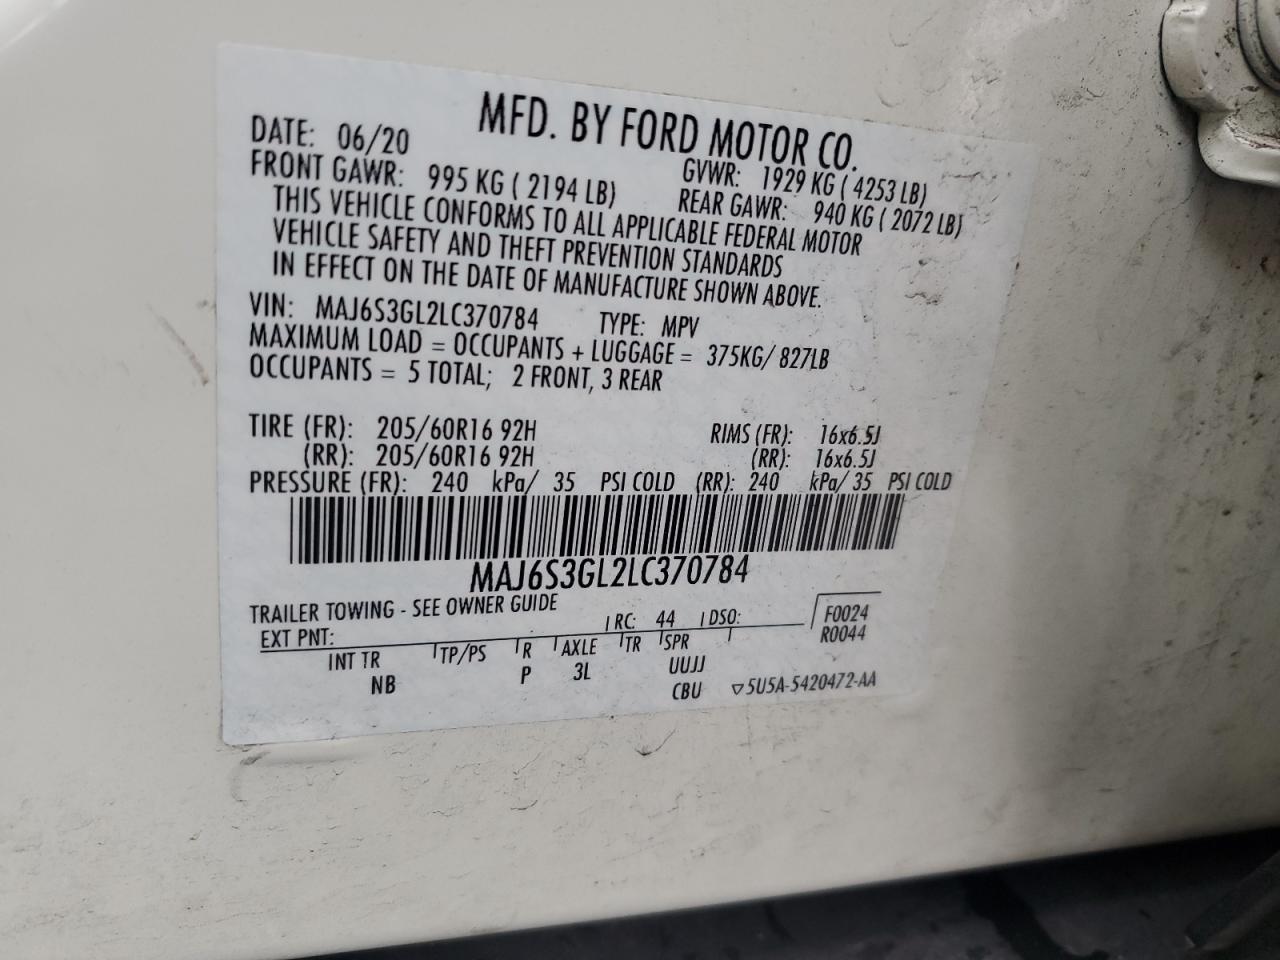 MFD. BY FORD MOTOR CO.
DATE: 06/20 GVWR: 1929 KG ( 4253 LB)
FRONT GAWR: 995 KG ( 2194 LB) REAR GAWR: 940 KG ( 2072 LB)
THIS VEHICLE CONFORMS TO ALL APPLICABLE FEDERAL MOTOR
VEHICLE SAFETY AND THEFT PREVENTION STANDARDS
IN EFFECT ON THE DATE OF MANUFACTURE SHOWN ABOVE.
VIN: MAJ6S3GL2LC370784 TYPE: MPV
MAXIMUM LOAD = OCCUPANTS + LUGGAGE = 375KG/ 827LB
OCCUPANTS = 5 TOTAL; 2 FRONT, 3 REAR
TIRE (FR): 205/60R16 92H RIMS (FR): 16x6.5J
(RR): 205/60R16 92H (RR): 16x6.5J
PRESSURE (FR): 240 kPa/ 35 PSI COLD (RR): 240 kPa/ 35 PSI COLD
MAJ6S3GL2LC370784
TRAILER TOWING - SEE OWNER GUIDE
EXT PNT: RC: 44 DSO: F0024
R0044
INT TR TP/PS R AXLE TR SPR
NB P 3L UUJJ
CBU 5U5A-5420472-AA